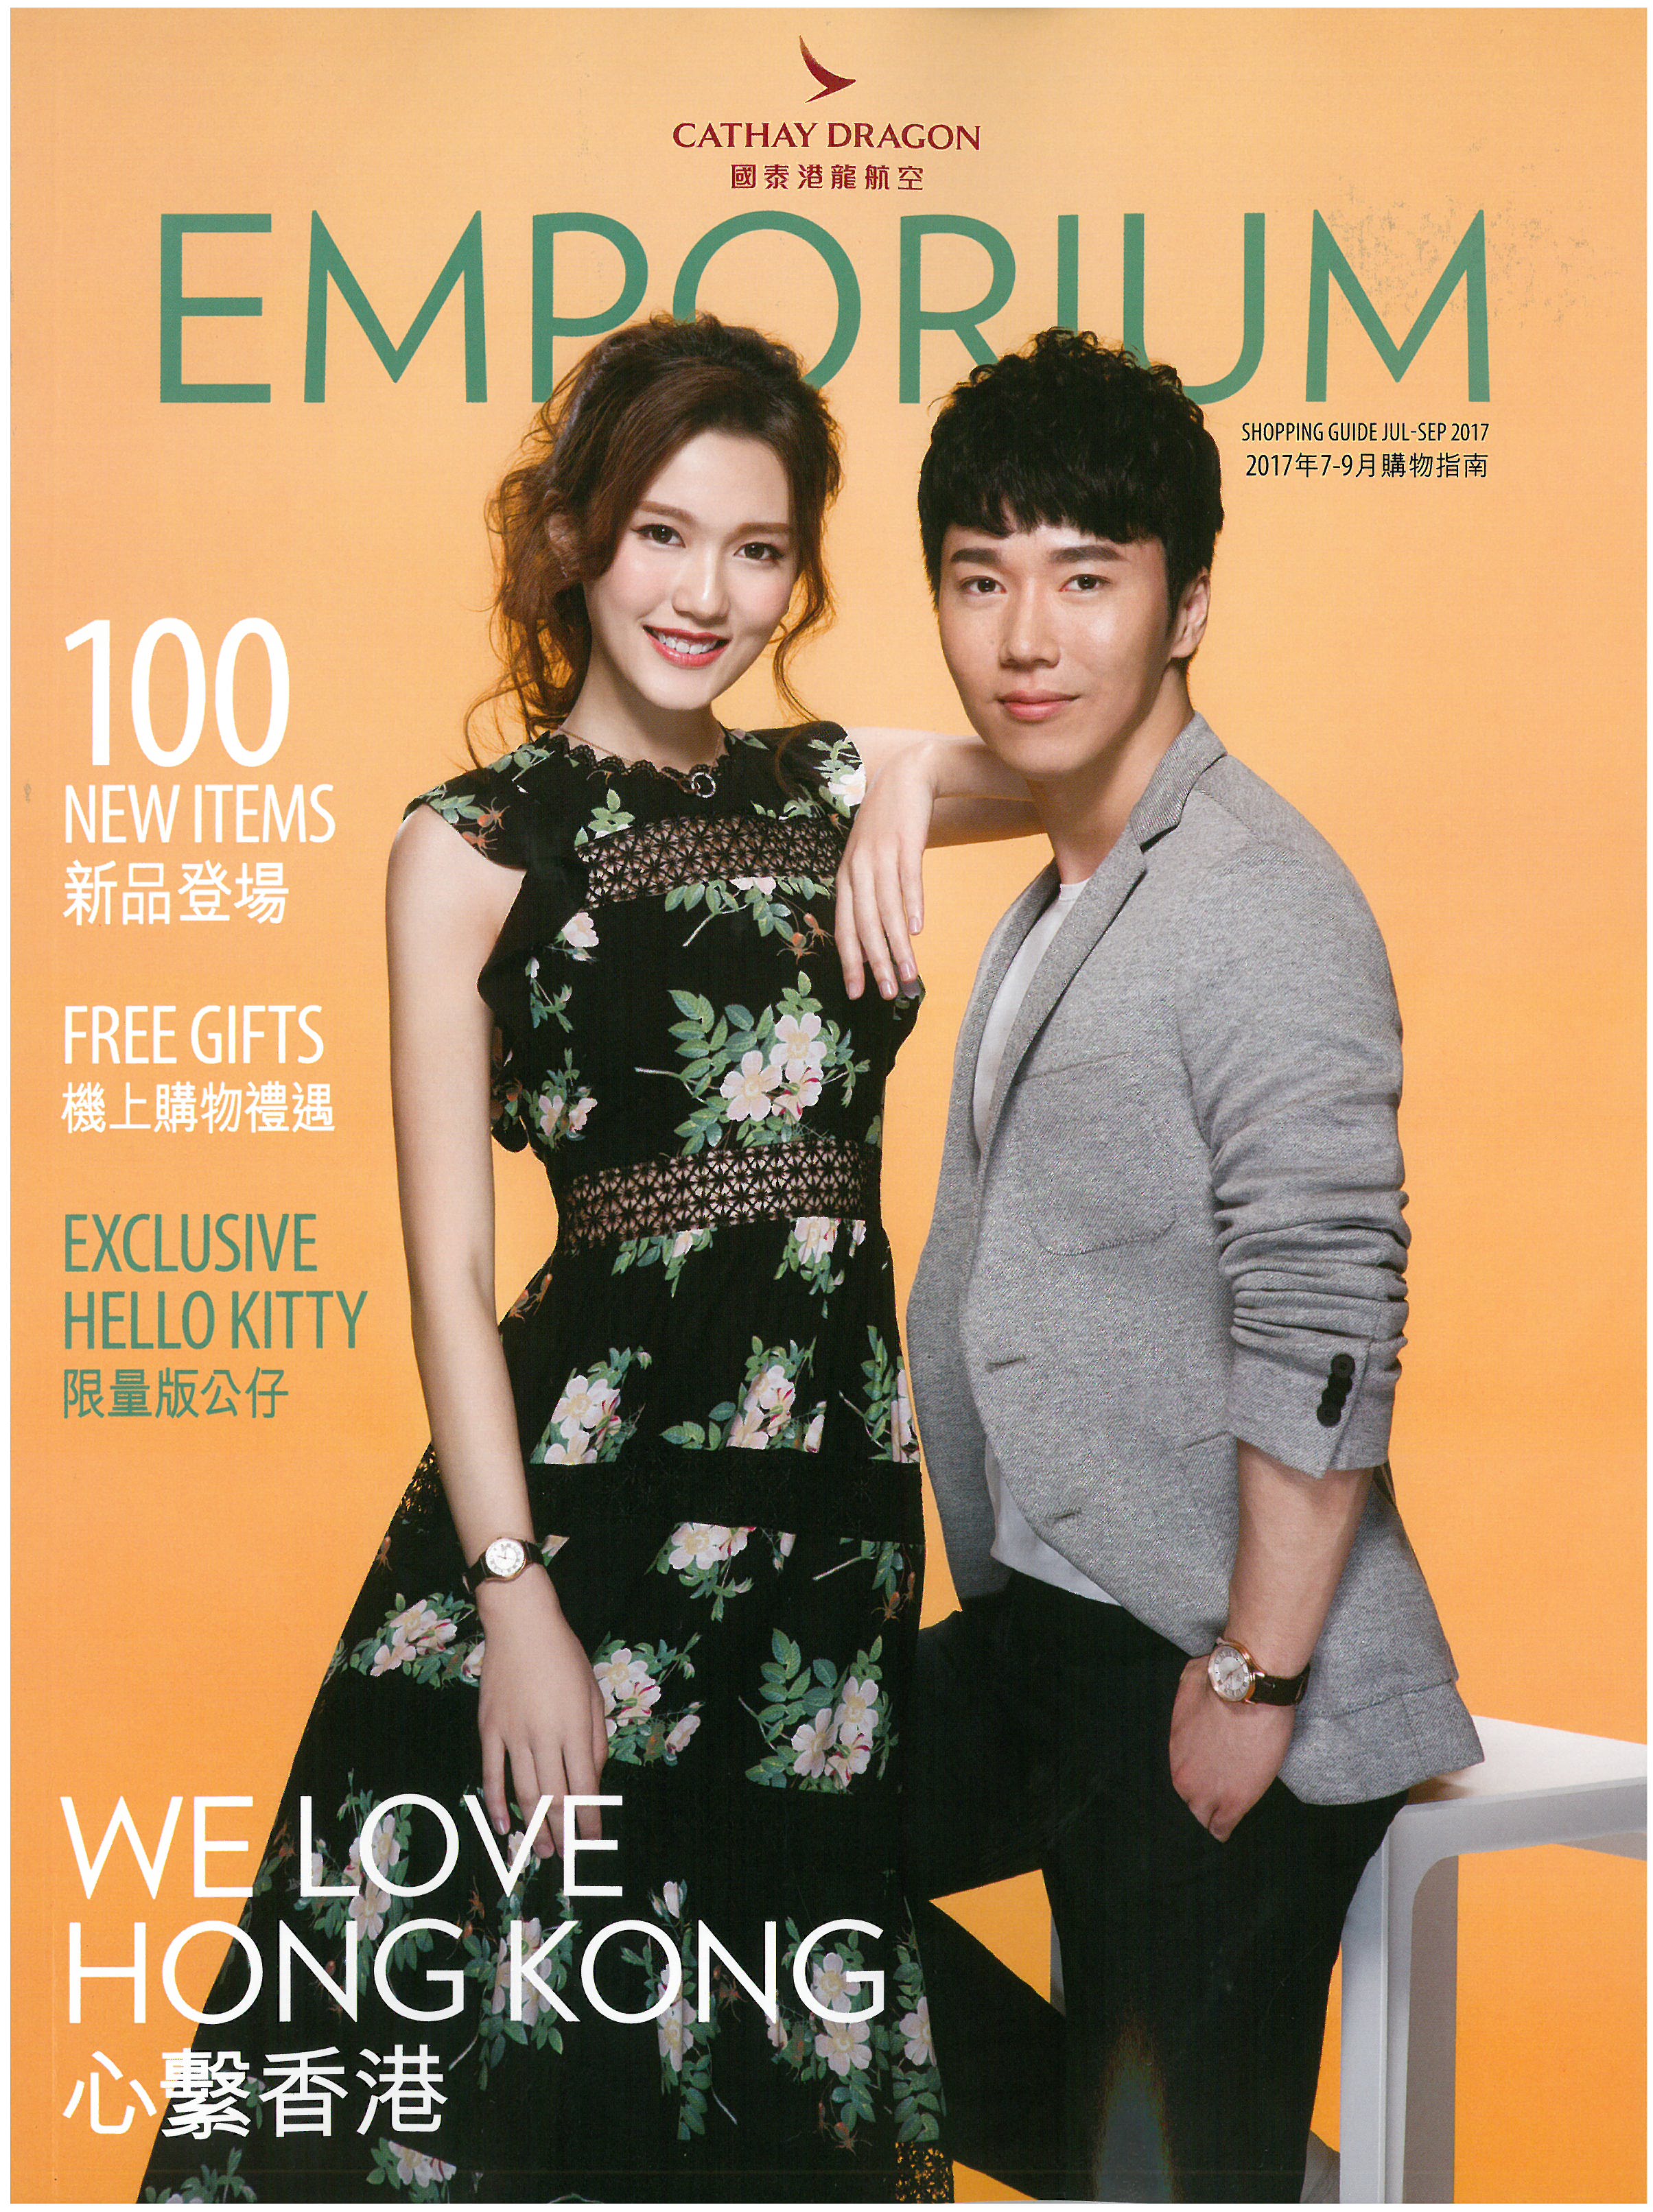 CATHAY DRAGON
國泰港龍航空
EMPORIUM
SHOPPING GUIDE JUL-SEP 2017
2017年7-9月購物指南
100
NEW ITEMS
新品登場
FREE GIFTS
機上購物禮遇
EXCLUSIVE
HELLO KITTY
限量版公仔
WE LOVE
HONG KONG
心繫香港